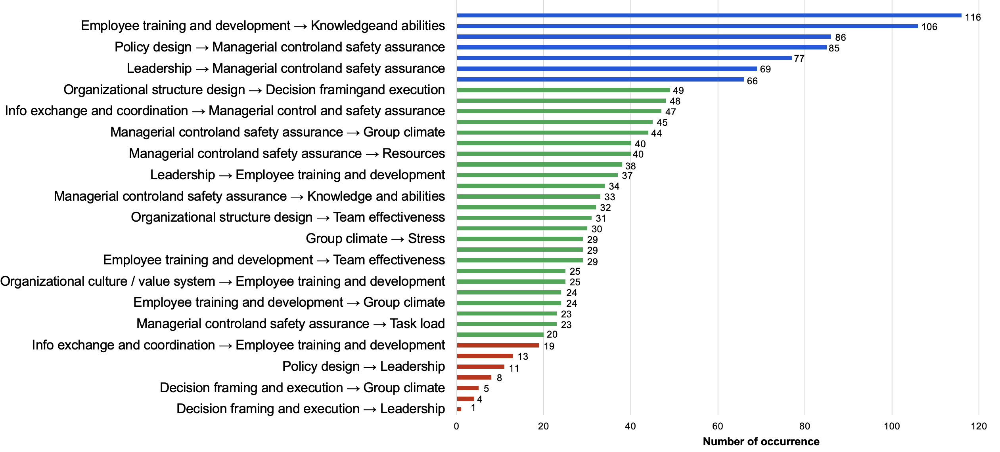 116
Employee training and development → Knowledgeand abilities
106
86
Policy design → Managerial controland safety assurance
85
77
Leadership → Managerial controland safety assurance
69
66
Organizational structure design → Decision framingand execution
49
48
Info exchange and coordination → Managerial control and safety assurance
47
45
Managerial controland safety assurance → Group climate
44
40
Managerial controland safety assurance → Resources
40
38
Leadership → Employee training and development
37
34
Managerial controland safety assurance → Knowledge and abilities
33
32
Organizational structure design → Team effectiveness
31
30
Group climate → Stress
29
29
Employee training and development → Team effectiveness
29
25
Organizational culture / value system → Employee training and development
25
24
Employee training and development → Group climate
24
23
Managerial controland safety assurance → Task load
23
20
Info exchange and coordination → Employee training and development
19
13
Policy design → Leadership
11
8
Decision framing and execution → Group climate
5
4
Decision framing and execution → Leadership
1
0 20 40 60 80 100 120
Number of occurrence